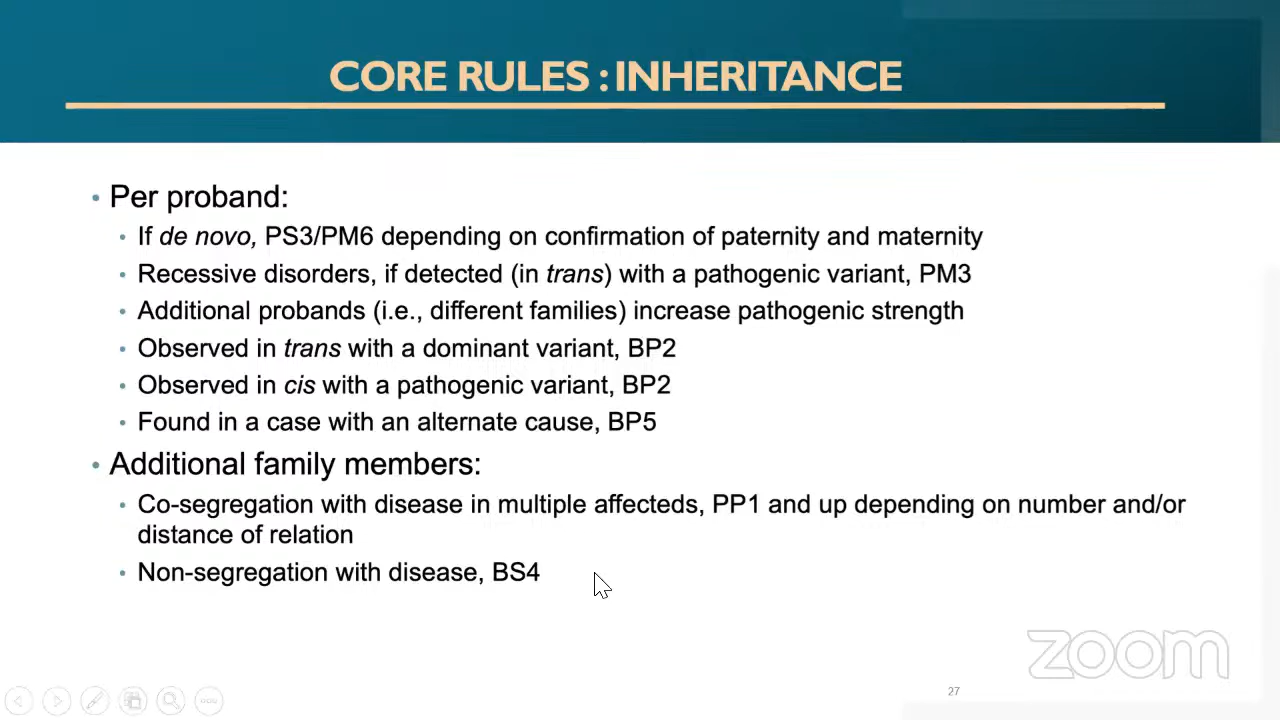 CORE RULES : INHERITANCE
• Per proband:
• If de novo, PS3/PM6 depending on confirmation of paternity and maternity
• Recessive disorders, if detected (in trans) with a pathogenic variant, PM3
• Additional probands (i.e., different families) increase pathogenic strength
• Observed in trans with a dominant variant, BP2
• Observed in cis with a pathogenic variant, BP2
• Found in a case with an alternate cause, BP5
• Additional family members:
• Co-segregation with disease in multiple affecteds, PP1 and up depending on number and/or
distance of relation
• Non-segregation with disease, BS4
zoom
27